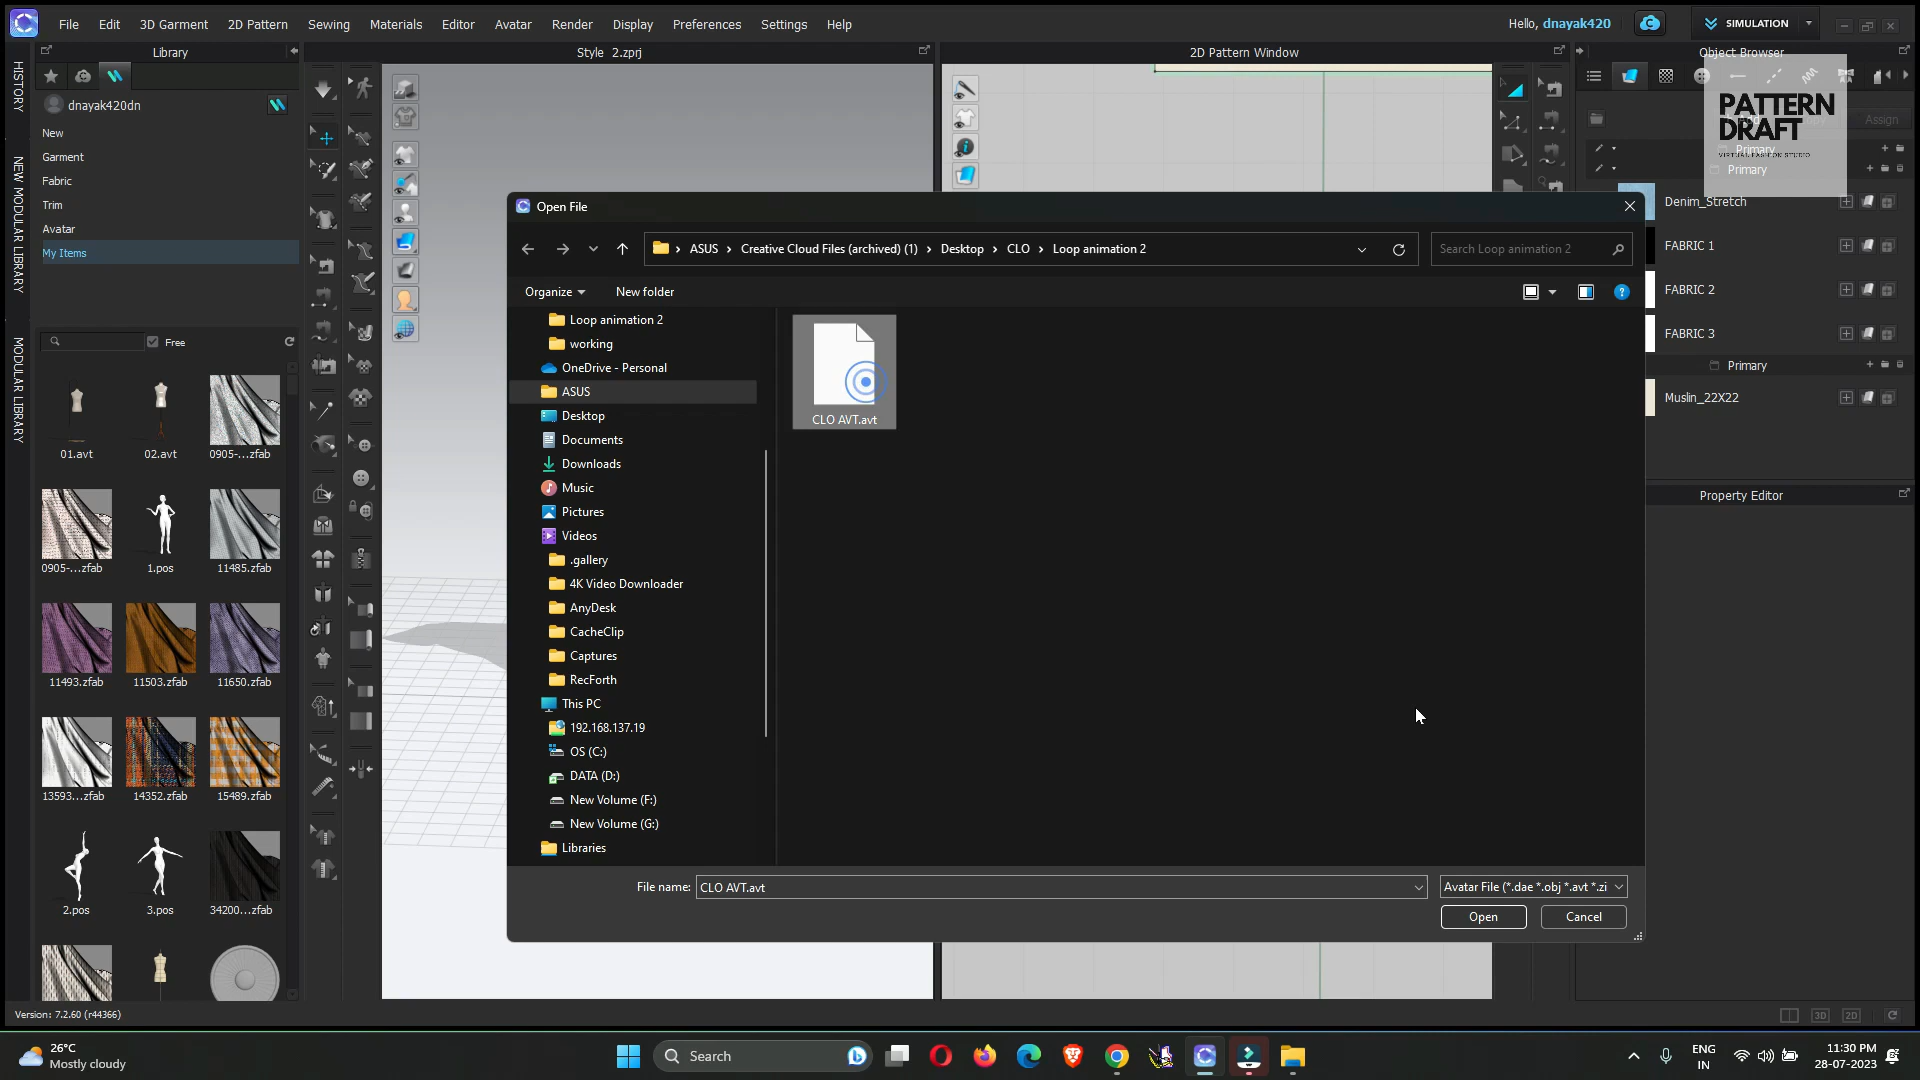 File Edit 3D Garment 2D Pattern Sewing Materials Editor Avatar Render Display Preferences Settings Help
Hello, dnayak420
SIMULATION
Library
Style 2.zprj
2D Pattern Window
Object Browser
HISTORY
NEW MODULAR LIBRARY
MODULAR LIBRARY
dnayak420dn
New
Garment
Fabric
Trim
Avatar
My Items
Free
01.avt 02.avt 0905-...zfab
0905-...zfab 1.pos 11485.zfab
11493.zfab 11503.zfab 11650.zfab
13593...zfab 14352.zfab 15489.zfab
2.pos 3.pos 34200...zfab
Version: 7.2.60 (r44366)
Open File
ASUS › Creative Cloud Files (archived) (1) › Desktop › CLO › Loop animation 2
Search Loop animation 2
Organize New folder
Loop animation 2
working
OneDrive - Personal
ASUS
Desktop
Documents
Downloads
Music
Pictures
Videos
.gallery
4K Video Downloader
AnyDesk
CacheClip
Captures
RecForth
This PC
192.168.137.19
OS (C:)
DATA (D:)
New Volume (F:)
New Volume (G:)
Libraries
CLO AVT.avt
File name: CLO AVT.avt
Avatar File (*.dae *.obj *.avt *.zi
Open Cancel
Add
Assign
PATTERN
DRAFT
VIRTUAL FASHION STUDIO
Primary
Primary
Denim_Stretch
FABRIC 1
FABRIC 2
FABRIC 3
Primary
Muslin_22X22
Property Editor
3D 2D
26°C
Mostly cloudy
Search
ENG
IN
11:30 PM
28-07-2023